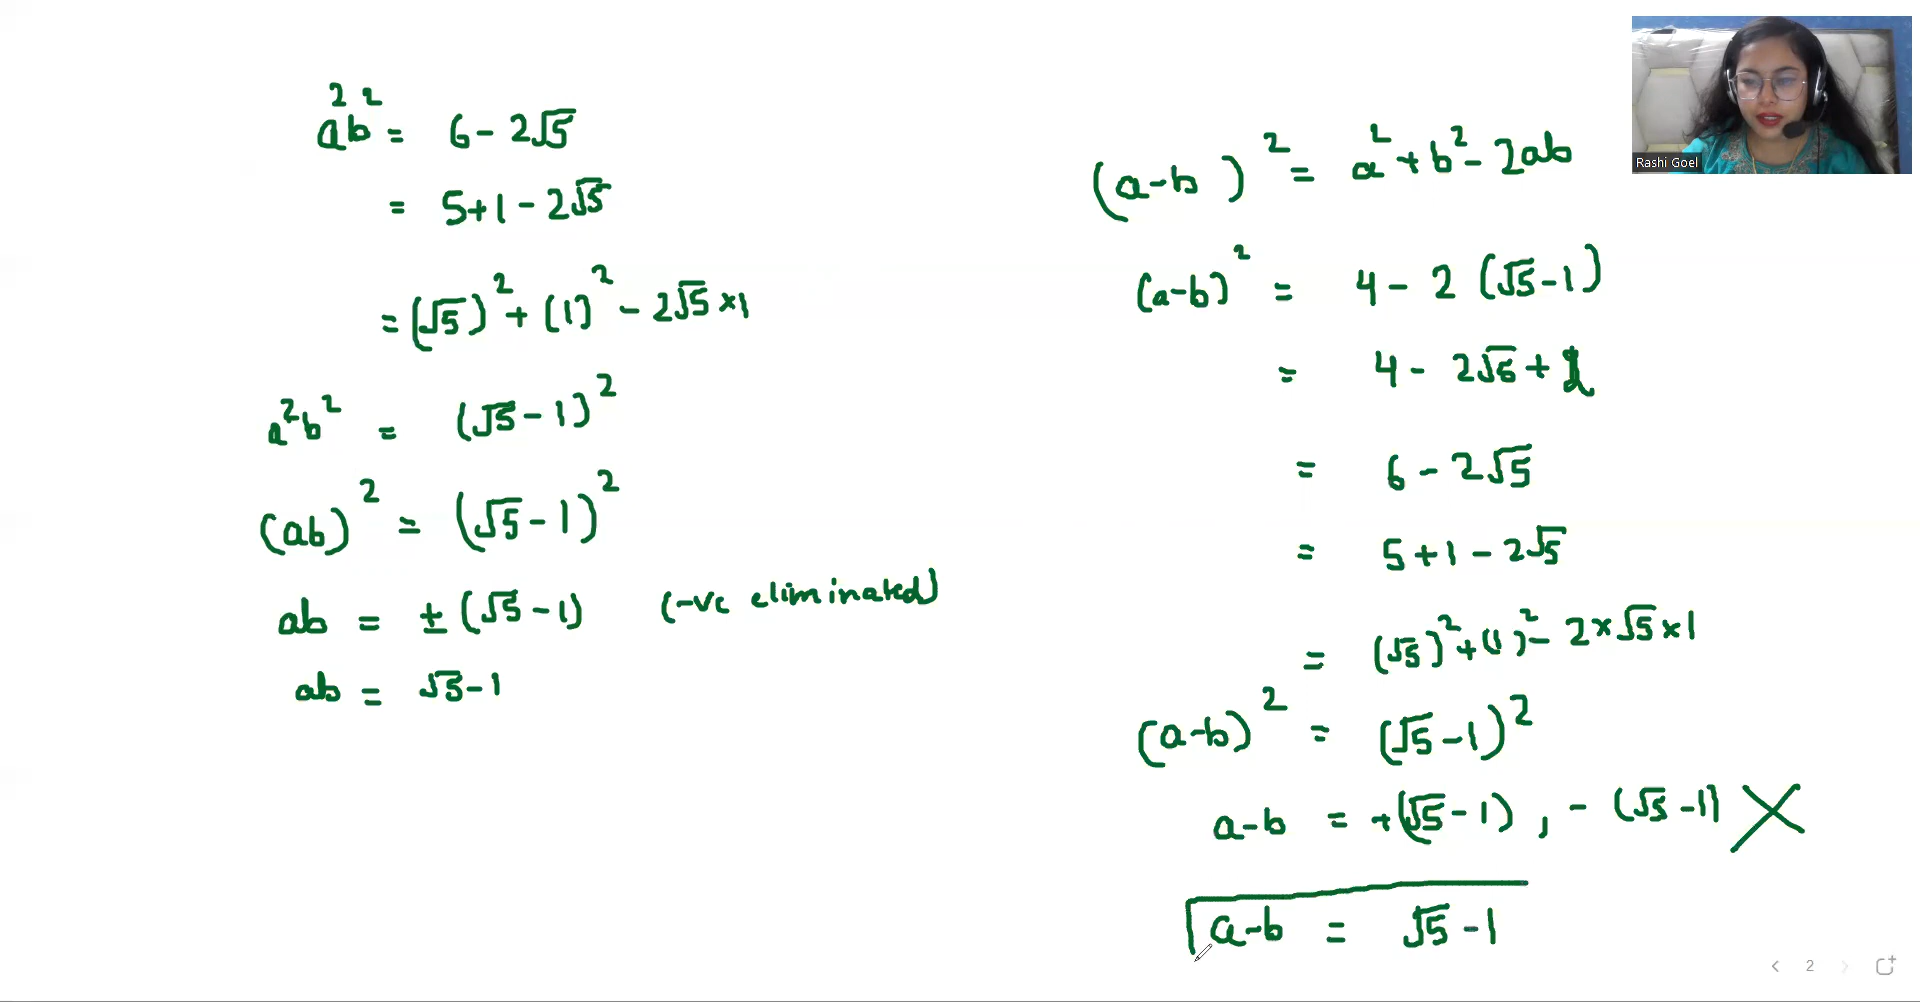 a²b² = 6 - 2√5
= 5+1 - 2√5
= (√5)² + (1)² - 2√5 × 1
a²b² = (√5 - 1)²
(ab)² = (√5 - 1)²
ab = ± (√5 - 1) (-ve eliminated)
ab = √5 - 1
(a-b)² = a² + b² - 2ab
(a-b)² = 4 - 2 (√5 - 1)
= 4 - 2√5 + 2
= 6 - 2√5
= 5 + 1 - 2√5
= (√5)² + (1)² - 2 × √5 × 1
(a-b)² = (√5 - 1)²
a-b = +(√5 - 1), - (√5 - 1)
a-b = √5 - 1
Rashi Goel
2